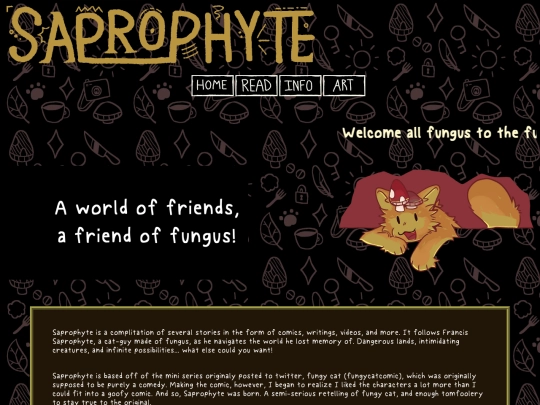 SAPROPHYTE
HOME READ INFO ART
Welcome all fungus to the fu
A world of friends,
a friend of fungus!
Saprophyte is a complitation of several stories in the form of comics, writings, videos, and more. It follows Francis
Saprophyte, a cat-guy made of fungus, as he navigates the world he lost memory of. Dangerous lands, intimidating
creatures, and infinite possibilities... what else could you want!
Saprophyte is based off of the mini series originaly posted to twitter, fungy cat (fungycatcomic), which was originally
supposed to be purely a comedy. Making the comic, however, I began to realize I liked the characters a lot more than I
could fit into a goofy comic. And so, Saprophyte was born. A semi-serious retelling of fungy cat, and enough tomfoolery
to stay true to the original.